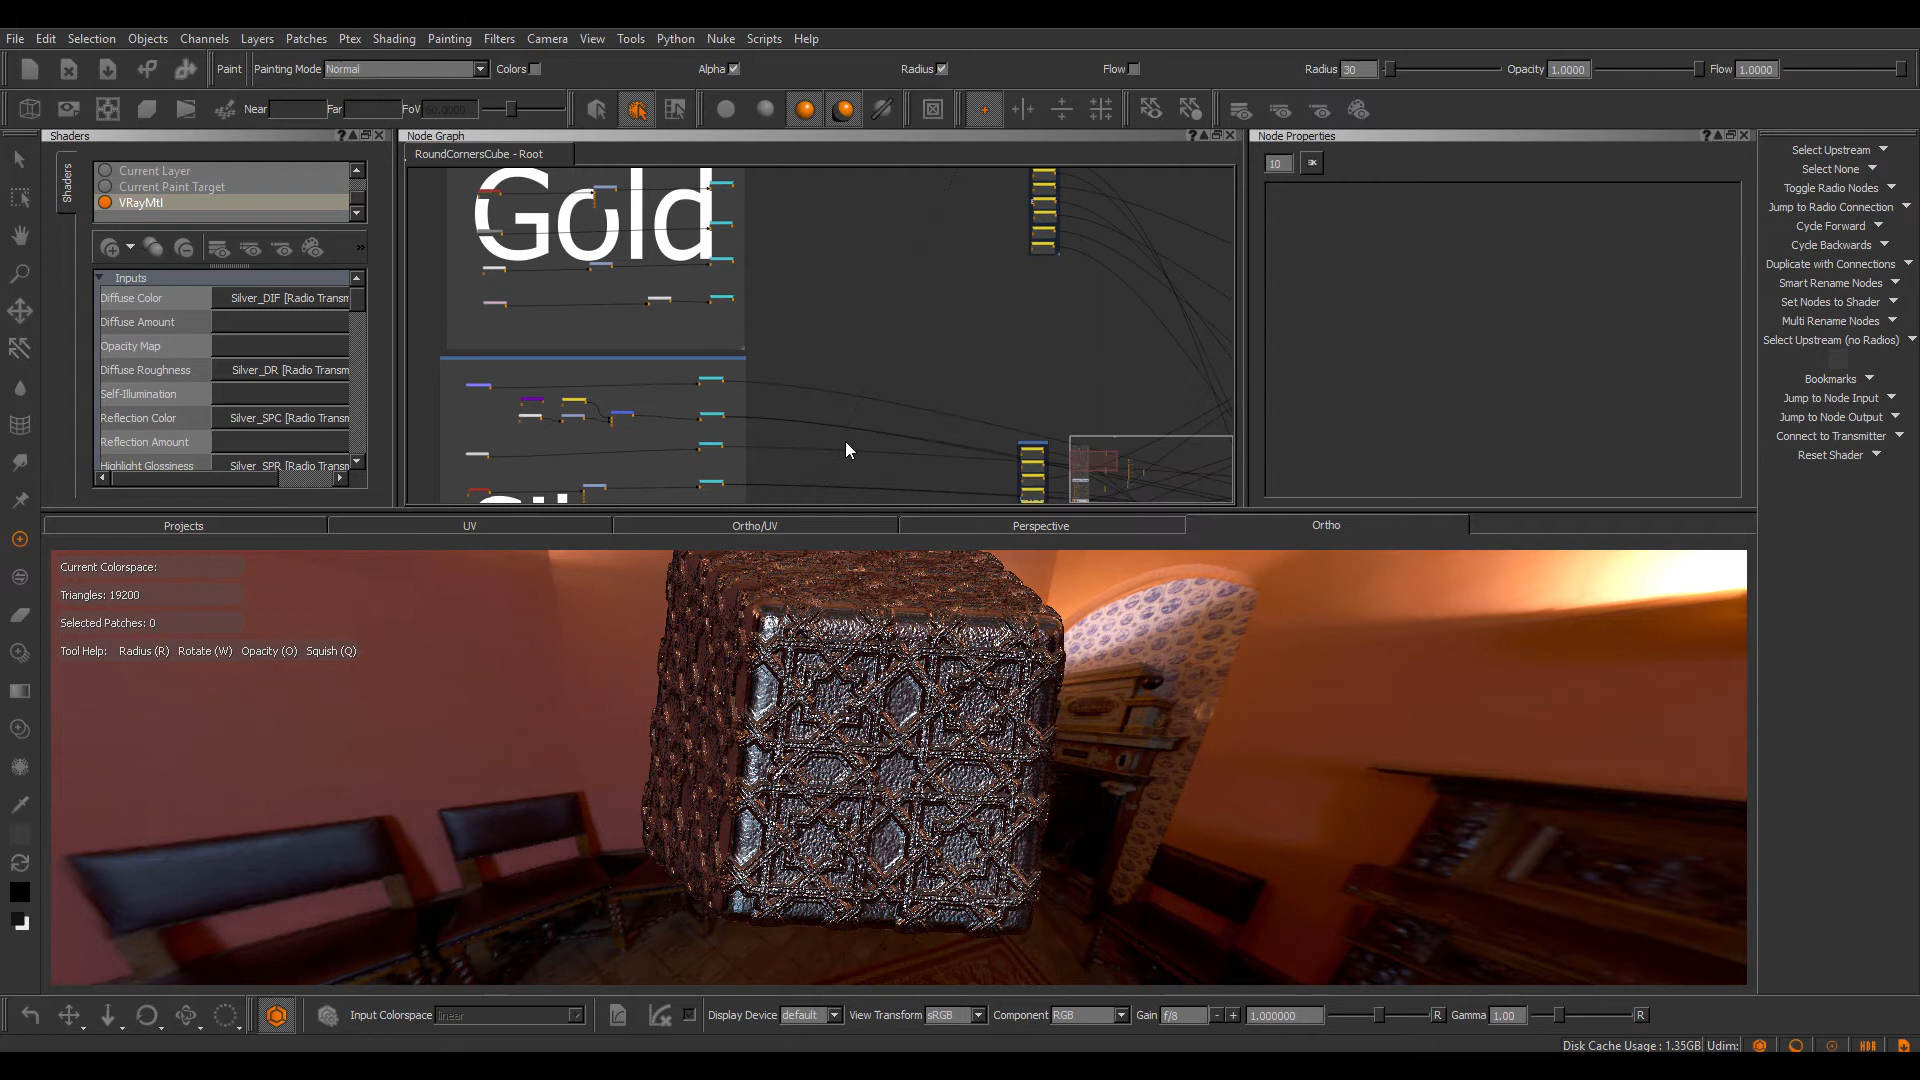 File Edit Selection Objects Channels Layers Patches Ptex Shading Painting Filters Camera View Tools Python Nuke Scripts Help
Paint Painting Mode Normal Colors Alpha Radius Flow Radius 30 Opacity 1.0000 Flow 1.0000
Near Far FoV 60.0000
Shaders
Shaders
Current Layer
Current Paint Target
VRayMtl
Inputs
Diffuse Color Silver_DIF [Radio Transm
Diffuse Amount
Opacity Map
Diffuse Roughness Silver_DR [Radio Transm
Self-Illumination
Reflection Color Silver_SPC [Radio Transm
Reflection Amount
Highlight Glossiness Silver_SPR [Radio Transm
Node Graph
RoundCornersCube - Root
Gold
Node Properties
10
Select Upstream
Select None
Toggle Radio Nodes
Jump to Radio Connection
Cycle Forward
Cycle Backwards
Duplicate with Connections
Smart Rename Nodes
Set Nodes to Shader
Multi Rename Nodes
Select Upstream (no Radios)
Bookmarks
Jump to Node Input
Jump to Node Output
Connect to Transmitter
Reset Shader
Projects UV Ortho/UV Perspective Ortho
Current Colorspace:
Triangles: 19200
Selected Patches: 0
Tool Help: Radius (R) Rotate (W) Opacity (O) Squish (Q)
Input Colorspace linear Display Device default View Transform sRGB Component RGB Gain f/8 - + 1.000000 R Gamma 1.00 R
Disk Cache Usage : 1.35GB Udim: HDR